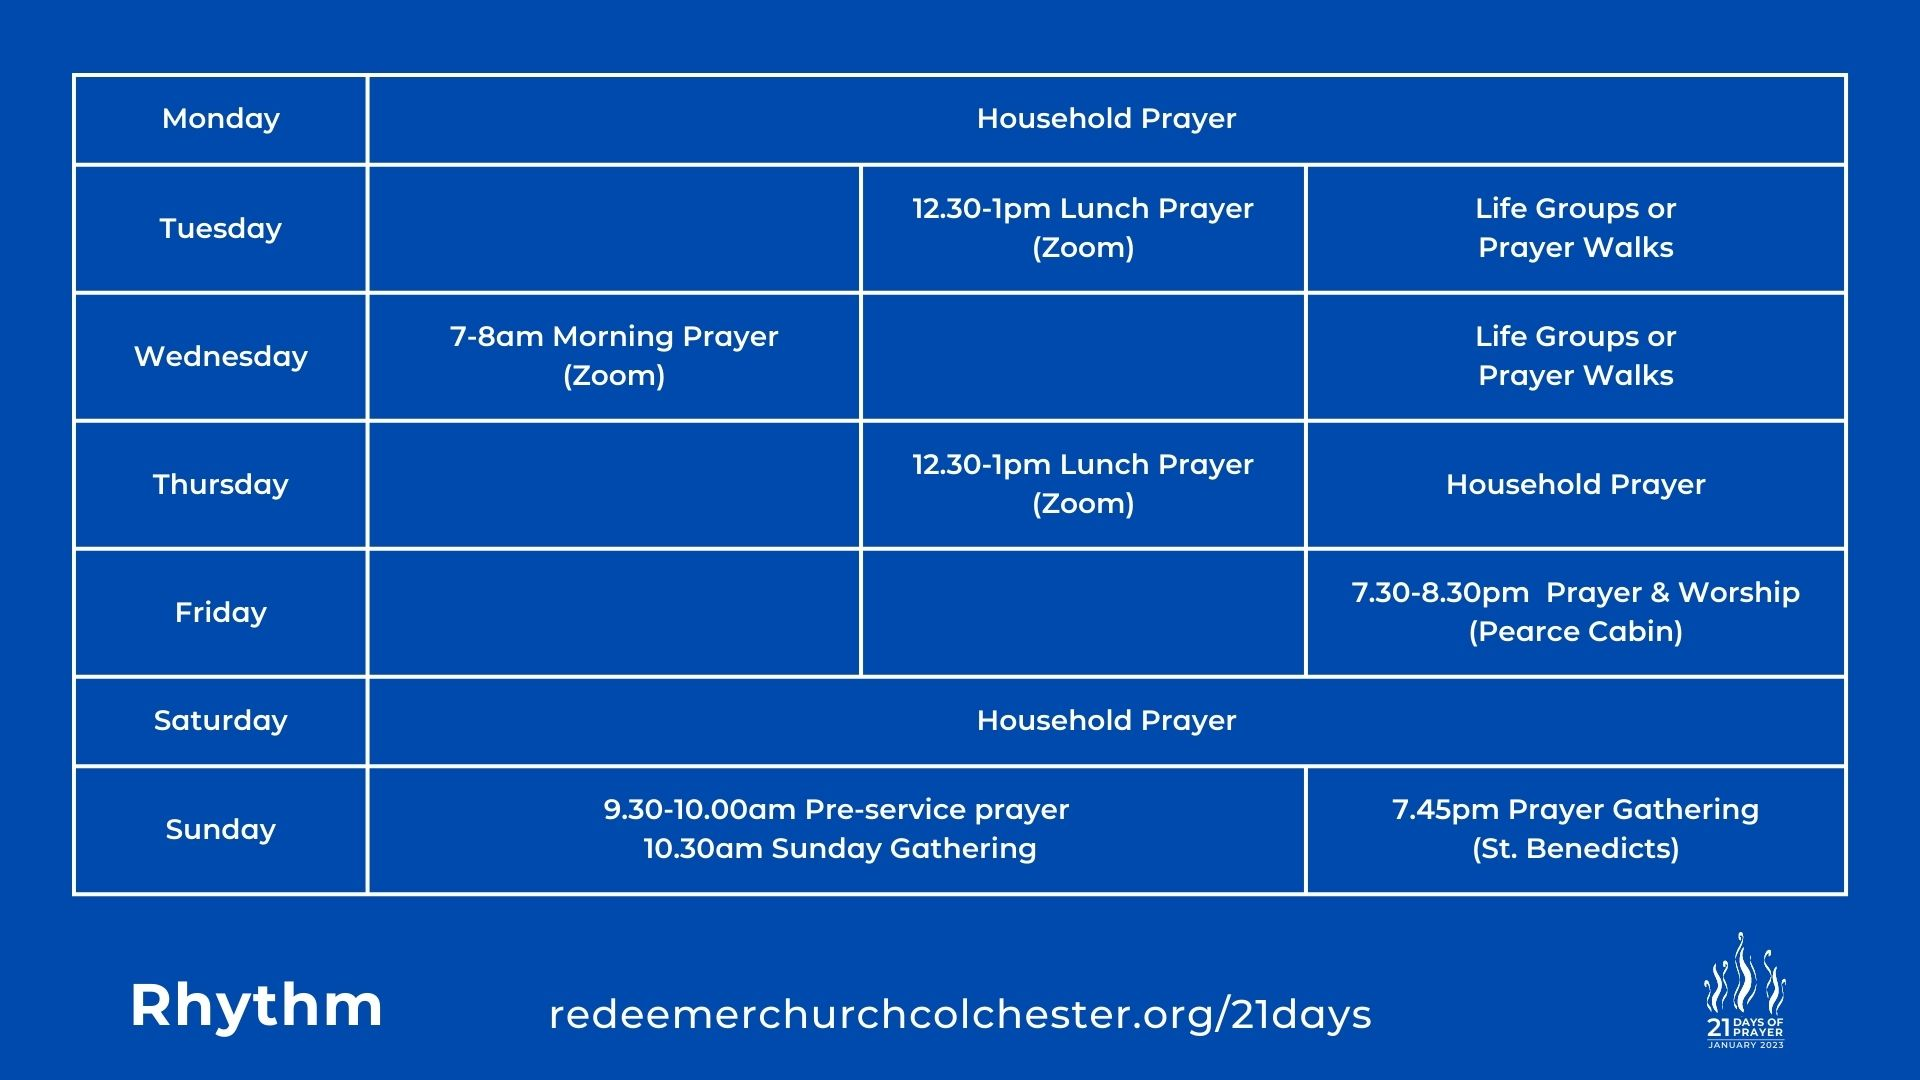 Monday
Household Prayer
Tuesday
12.30-1pm Lunch Prayer
(Zoom)
Life Groups or
Prayer Walks
Wednesday
7-8am Morning Prayer
(Zoom)
Life Groups or
Prayer Walks
Thursday
12.30-1pm Lunch Prayer
(Zoom)
Household Prayer
Friday
7.30-8.30pm  Prayer & Worship
(Pearce Cabin)
Saturday
Household Prayer
Sunday
9.30-10.00am Pre-service prayer
10.30am Sunday Gathering
7.45pm Prayer Gathering
(St. Benedicts)
Rhythm
redeemerchurchcolchester.org/21days
21 DAYS OF
PRAYER
JANUARY 2023